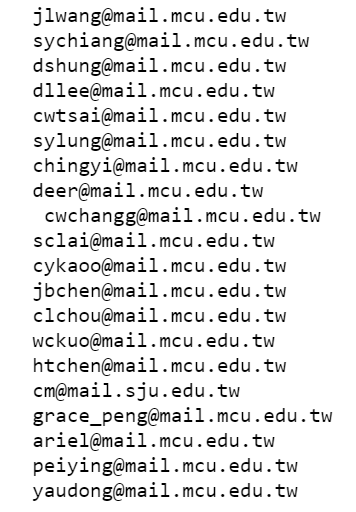 jlwang@mail.mcu.edu.tw
sychiang@mail.mcu.edu.tw
dshung@mail.mcu.edu.tw
dllee@mail.mcu.edu.tw
cwtsai@mail.mcu.edu.tw
sylung@mail.mcu.edu.tw
chingyi@mail.mcu.edu.tw
deer@mail.mcu.edu.tw
cwchangg@mail.mcu.edu.tw
sclai@mail.mcu.edu.tw
cykaoo@mail.mcu.edu.tw
jbchen@mail.mcu.edu.tw
clchou@mail.mcu.edu.tw
wckuo@mail.mcu.edu.tw
htchen@mail.mcu.edu.tw
cm@mail.sju.edu.tw
grace_peng@mail.mcu.edu.tw
ariel@mail.mcu.edu.tw
peiying@mail.mcu.edu.tw
yaudong@mail.mcu.edu.tw